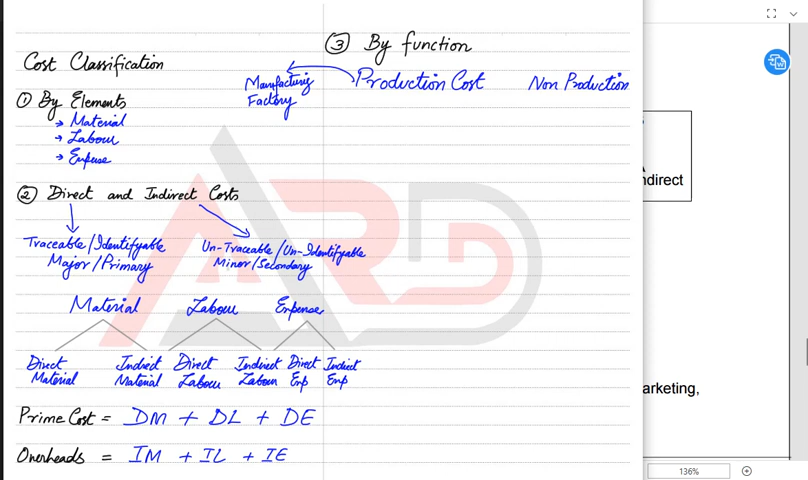 Cost Classification
① By Elements
→ Material
→ Labour
→ Expense
② Direct and Indirect Costs
Traceable/Identifyable
Major/Primary
Un-Traceable/Un-Identifyable
Minor/Secondary
Material Labour Expense
Direct Material
Indirect Material
Direct Labour
Indirect Labour
Direct Exp
Indirect Exp
Prime Cost = DM + DL + DE
Overheads = IM + IL + IE
③ By function
Manufacturing
Factory
Production Cost
Non Production
ARD
ndirect
arketing,
136%